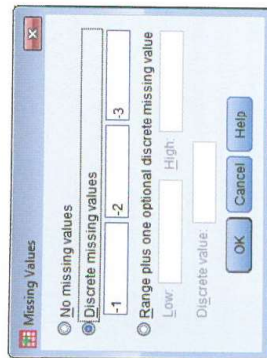 Missing Values
No missing values
Discrete missing values
-1 -2 -3
Range plus one optional discrete missing value
Low: High:
Discrete value:
OK Cancel Help